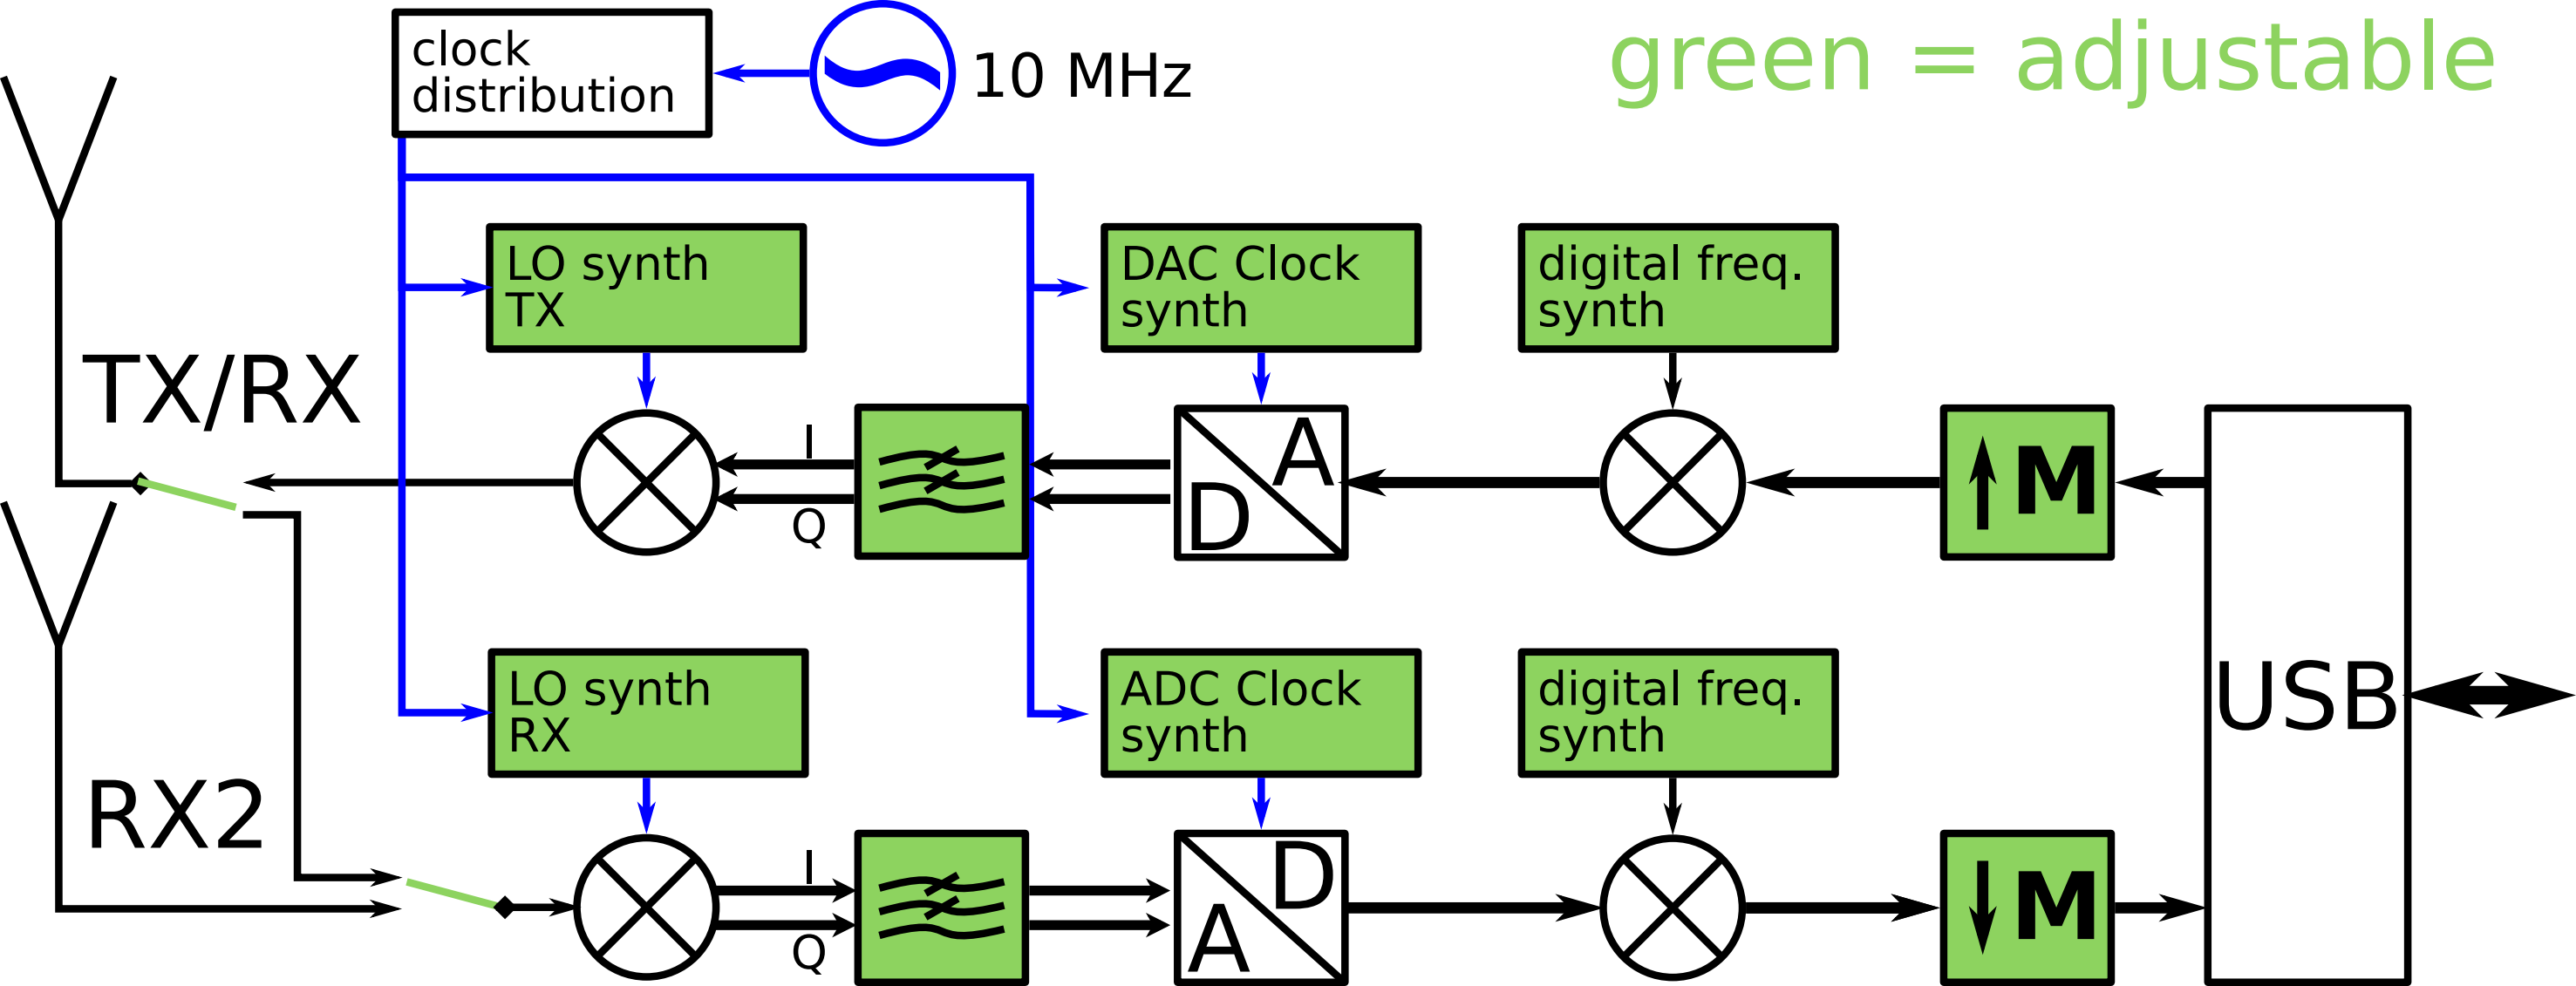 clock
distribution
10 MHz
green = adjustable
LO synth
TX
DAC Clock
synth
digital freq.
synth
TX/RX
I
Q
A
D
M
USB
LO synth
RX
ADC Clock
synth
digital freq.
synth
RX2
I
Q
D
A
M